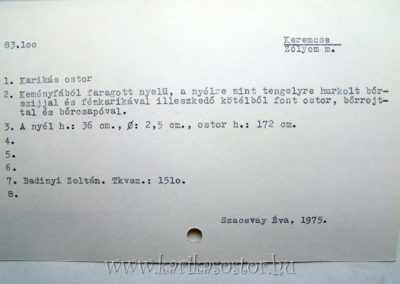 83.100
Keremcse
Zólyom m.
1. Karikás ostor
2. Keményfából faragott nyelü, a nyélre mint tengelyre hurkolt bőr-
szijjal és fémkarikával illeszkedő kötélből font ostor, bőrrojt-
tal és bőrcsapóval.
3. A nyél h.: 36 cm., Ø: 2,5 cm., ostor h.: 172 cm.
4.
5.
6.
7. Badinyi Zoltán. Tkvsz.: 1510.
8.
Szacsvay Éva, 1975.
www.karikasostor.hu